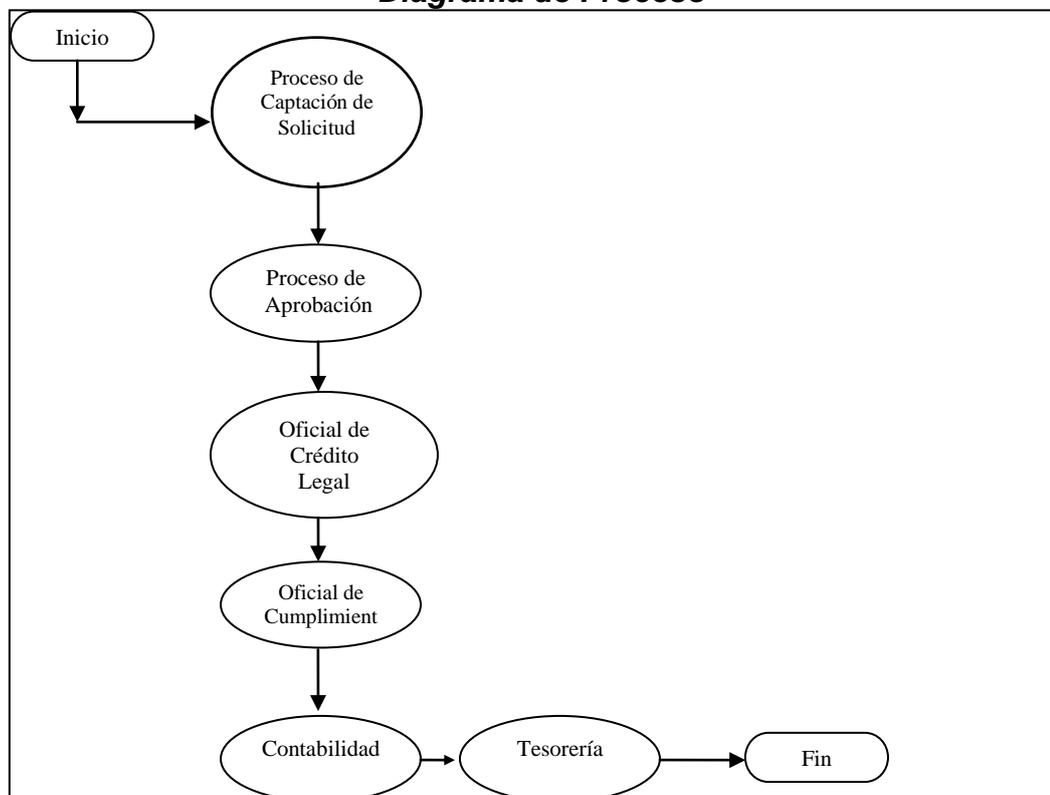 Diagrama de Proceso
Inicio
Proceso de
Captación de
Solicitud
Proceso de
Aprobación
Oficial de
Crédito
Legal
Oficial de
Cumplimient
Contabilidad
Tesorería
Fin